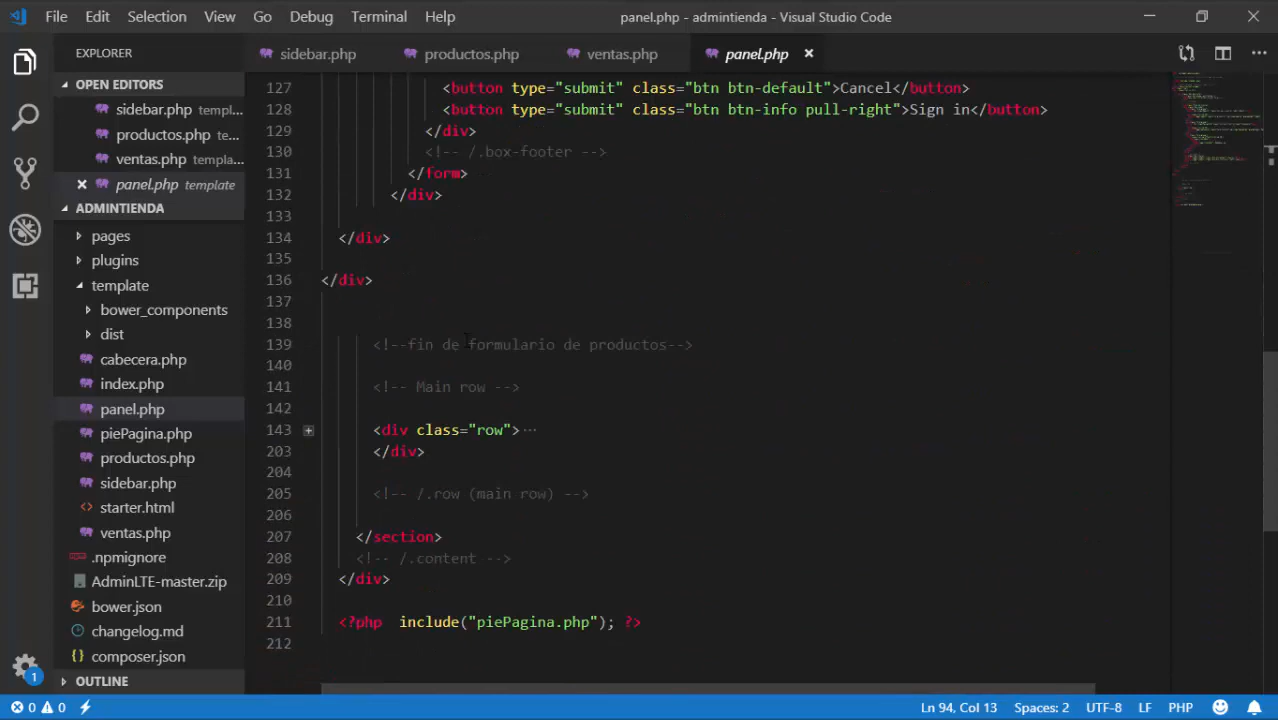 File Edit Selection View Go Debug Terminal Help
panel.php - admintienda - Visual Studio Code
EXPLORER
sidebar.php productos.php ventas.php panel.php
OPEN EDITORS
sidebar.php templ...
productos.php te...
ventas.php templa...
panel.php template
ADMINTIENDA
pages
plugins
template
bower_components
dist
cabecera.php
index.php
panel.php
piePagina.php
productos.php
sidebar.php
starter.html
ventas.php
.npmignore
AdminLTE-master.zip
bower.json
changelog.md
composer.json
OUTLINE
127 <button type="submit" class="btn btn-default">Cancel</button>
128 <button type="submit" class="btn btn-info pull-right">Sign in</button>
129 </div>
130 <!-- /.box-footer -->
131 </form>
132 </div>
133
134 </div>
135
136 </div>
137
138
139 <!--fin de formulario de productos-->
140
141 <!-- Main row -->
142
143 <div class="row">...
203 </div>
204
205 <!-- /.row (main row) -->
206
207 </section>
208 <!-- /.content -->
209 </div>
210
211 <?php include("piePagina.php"); ?>
212
1
0 0 Ln 94, Col 13 Spaces: 2 UTF-8 LF PHP